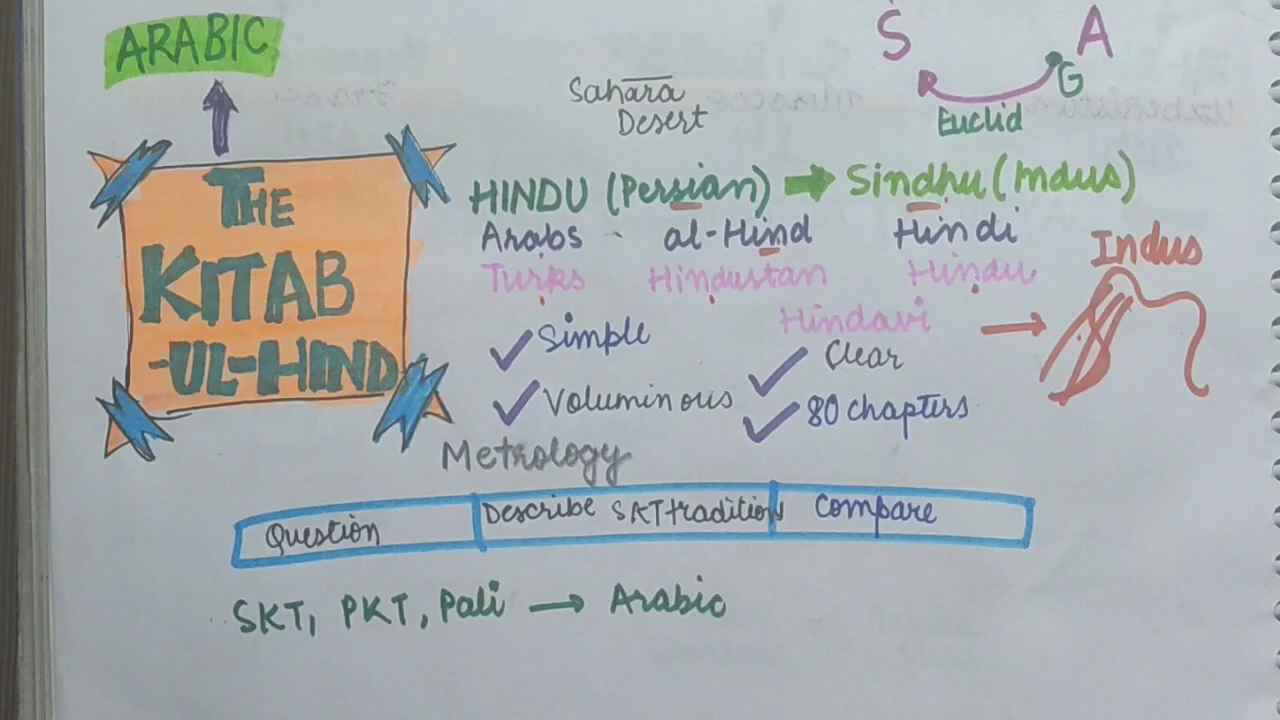 ARABIC
THE
KITAB
-UL-HIND
S A
G
Euclid
Sahara
Desert
HINDU (Persian) → Sindhu (Indus)
Arabs - al-Hind Hindi
Turks Hindustan Hindu
Hindavi
Indus
Simple
Clear
Voluminous
80 chapters
Metrology
Question Describe SKT tradition Compare
SKT, PKT, Pali → Arabic